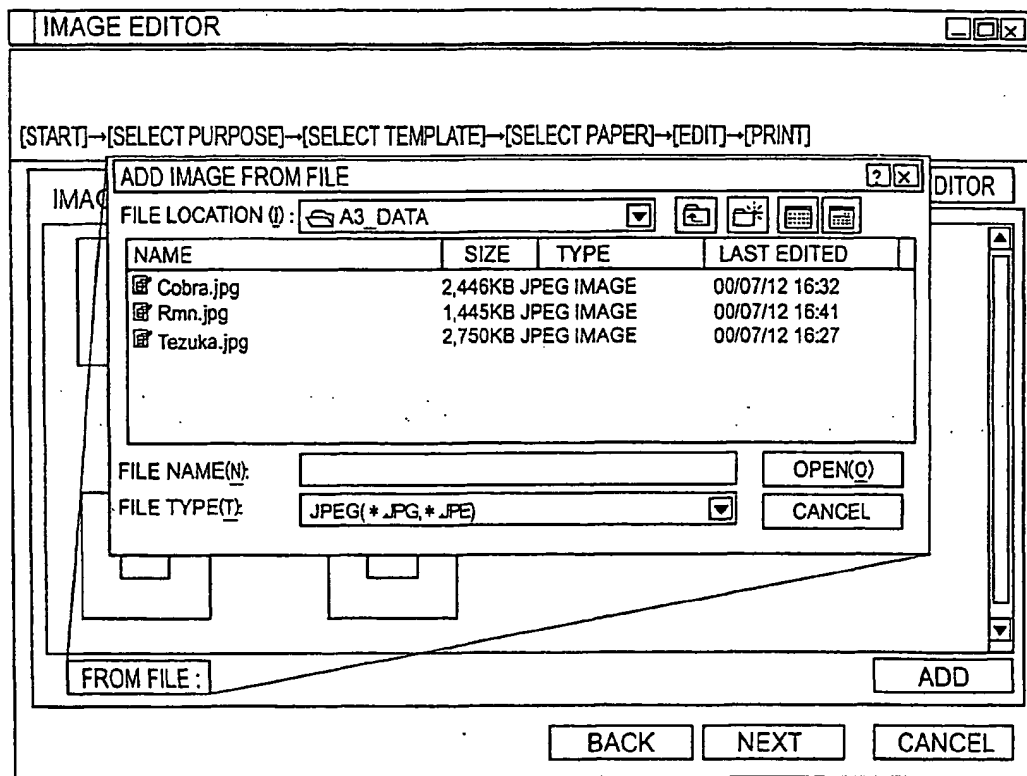 IMAGE EDITOR
[START]→[SELECT PURPOSE]→[SELECT TEMPLATE]→[SELECT PAPER]→[EDIT]→[PRINT]
ADD IMAGE FROM FILE ? ×
IMAG DITOR
FILE LOCATION (I) : A3_DATA
NAME SIZE TYPE LAST EDITED
Cobra.jpg 2,446KB JPEG IMAGE 00/07/12 16:32
Rmn.jpg 1,445KB JPEG IMAGE 00/07/12 16:41
Tezuka.jpg 2,750KB JPEG IMAGE 00/07/12 16:27
FILE NAME(N):
OPEN(O)
FILE TYPE(T): JPEG(*.JPG,*.JPE)
CANCEL
FROM FILE :
ADD
BACK NEXT CANCEL